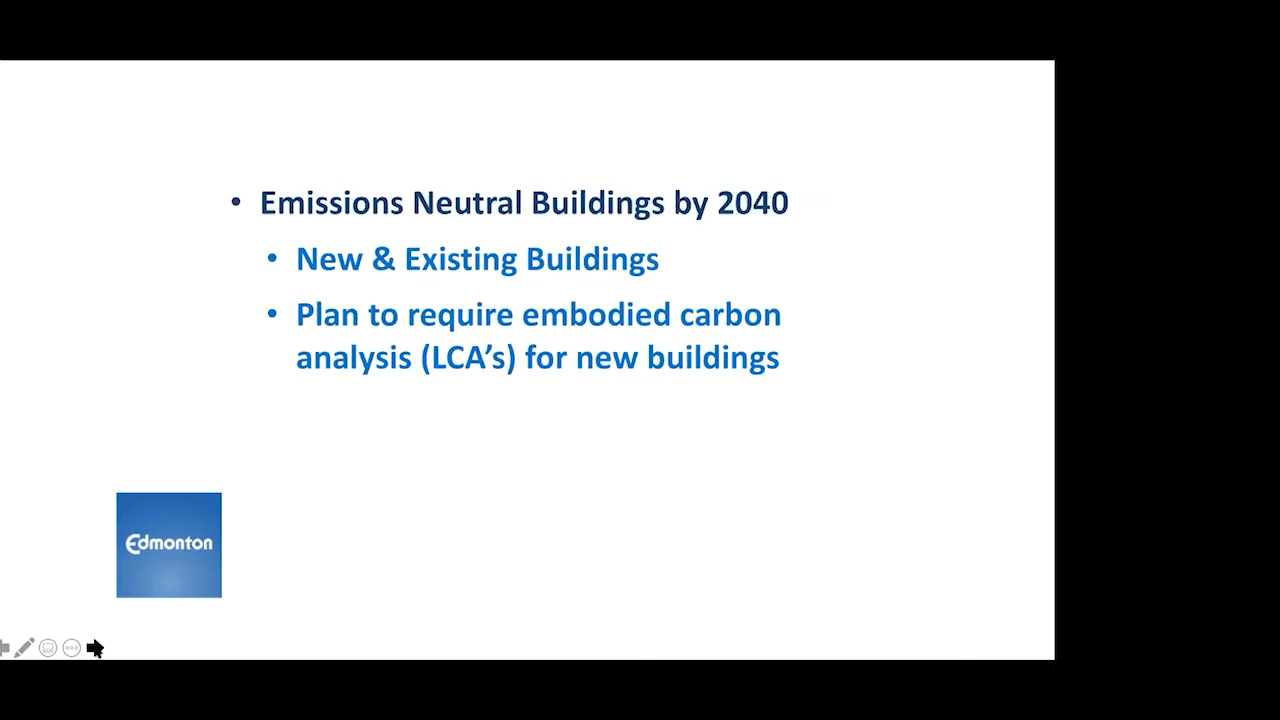 • Emissions Neutral Buildings by 2040
• New & Existing Buildings
• Plan to require embodied carbon
analysis (LCA’s) for new buildings
Edmonton